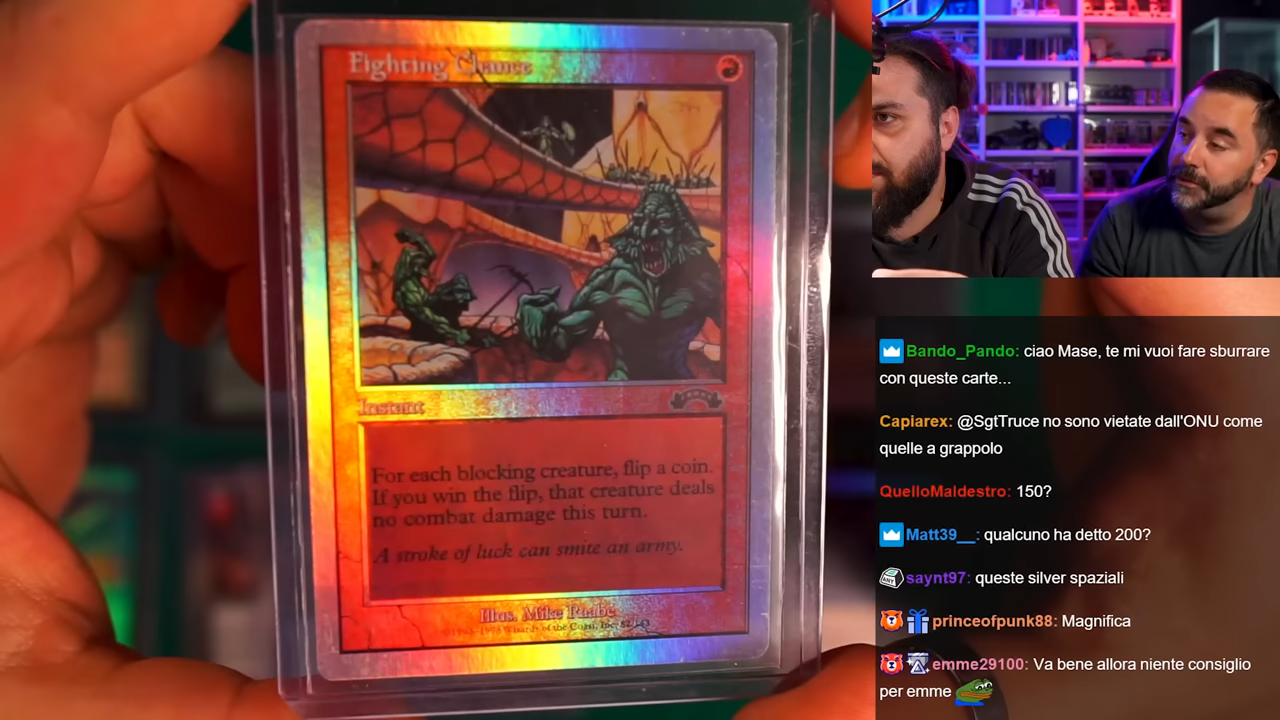 Fighting Chance
Instant
For each blocking creature, flip a coin.
If you win the flip, that creature deals
no combat damage this turn.
A stroke of luck can smite an army.
Illus. Mike Raabe
Bando_Pando: ciao Mase, te mi vuoi fare sburrare
con queste carte...
Capiarex: @SgtTruce no sono vietate dall'ONU come
quelle a grappolo
QuelloMaldestro: 150?
Matt39__: qualcuno ha detto 200?
saynt97: queste silver spaziali
princeofpunk88: Magnifica
emme29100: Va bene allora niente consiglio
per emme